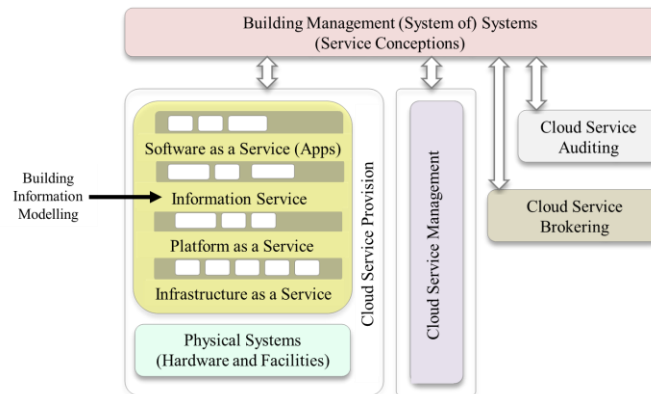 Building Management (System of) Systems
(Service Conceptions)
Software as a Service (Apps)
Information Service
Platform as a Service
Infrastructure as a Service
Building
Information
Modelling
Physical Systems
(Hardware and Facilities)
Cloud Service Provision
Cloud Service Management
Cloud Service
Auditing
Cloud Service
Brokering